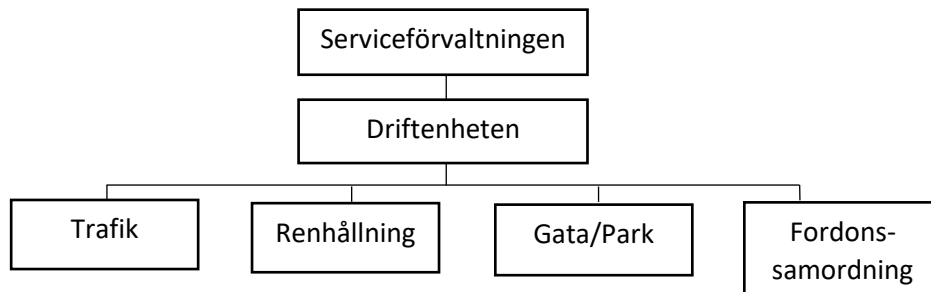 Serviceförvaltningen
Driftenheten
Trafik
Renhållning
Gata/Park
Fordons-
samordning